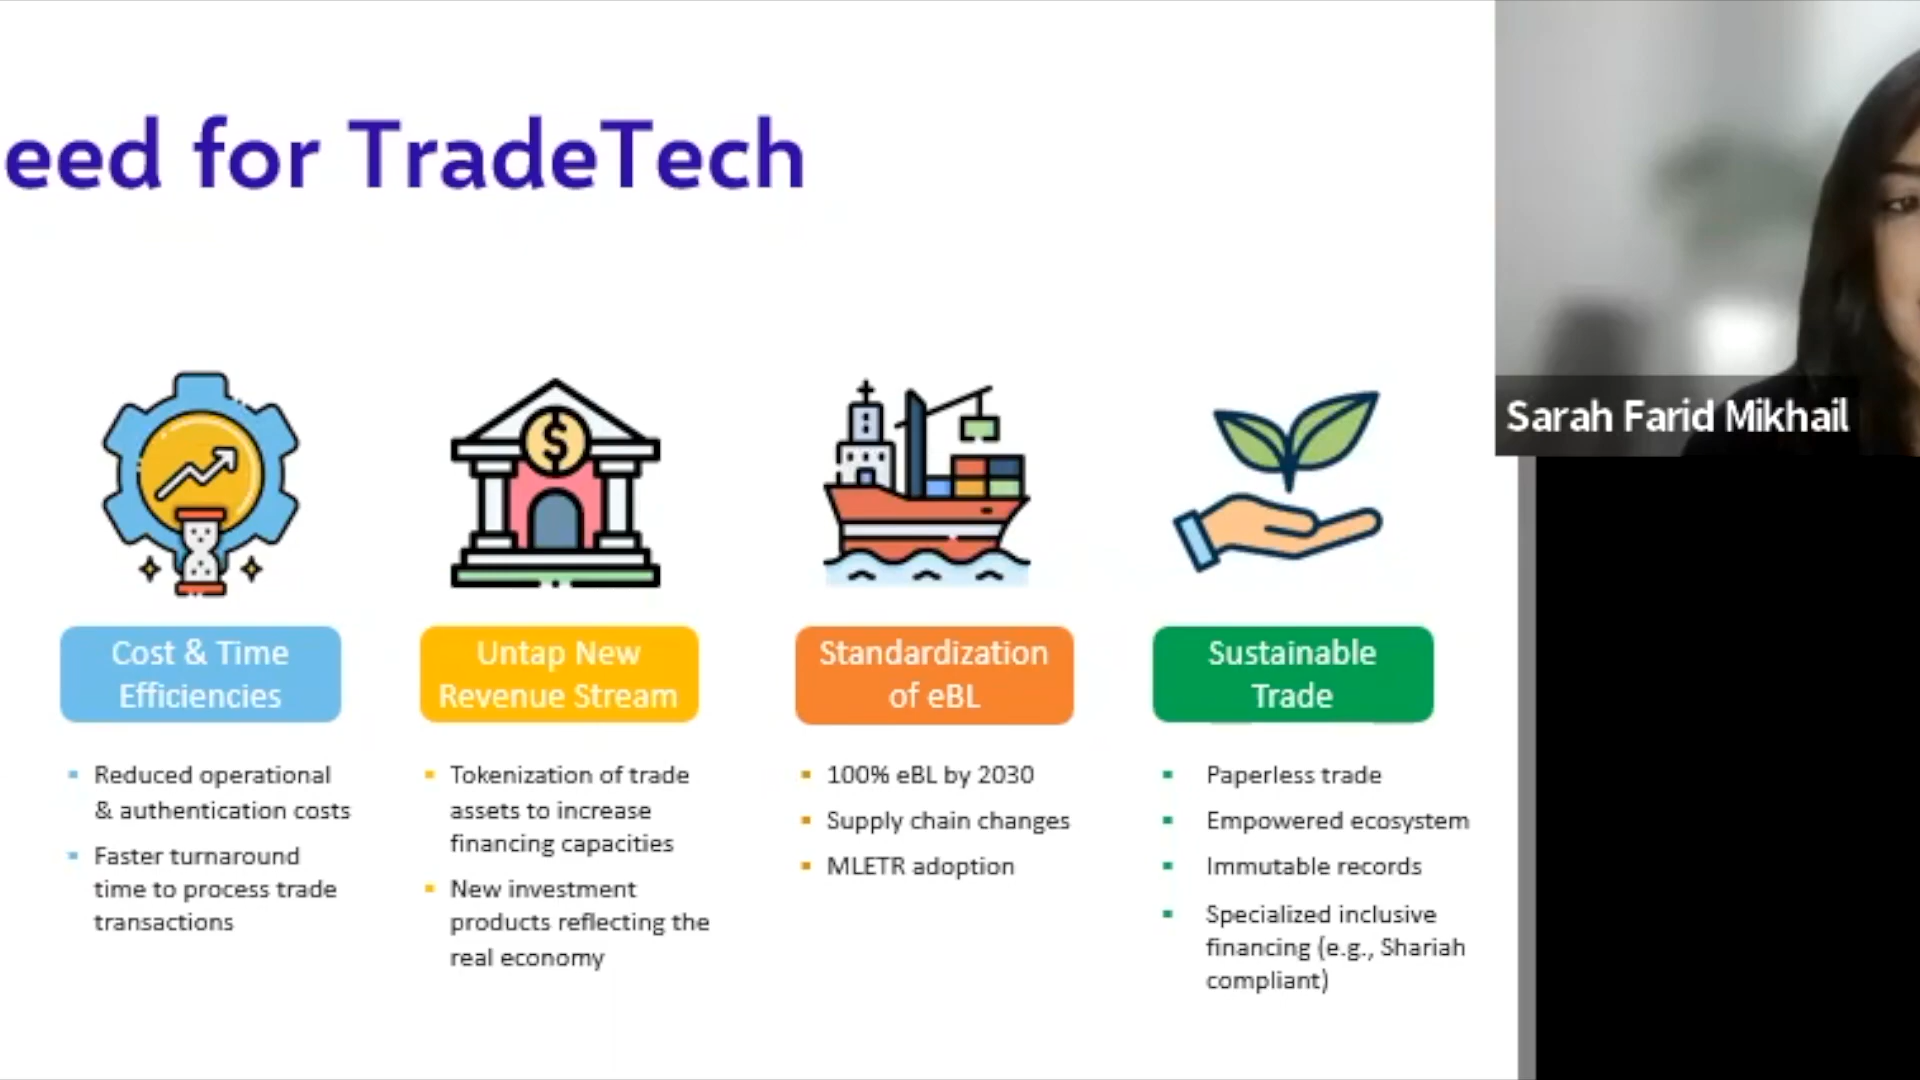 eed for TradeTech
Sarah Farid Mikhail
Cost & Time
Efficiencies
Reduced operational
& authentication costs
Faster turnaround
time to process trade
transactions
Untap New
Revenue Stream
Tokenization of trade
assets to increase
financing capacities
New investment
products reflecting the
real economy
Standardization
of eBL
100% eBL by 2030
Supply chain changes
MLETR adoption
Sustainable
Trade
Paperless trade
Empowered ecosystem
Immutable records
Specialized inclusive
financing (e.g., Shariah
compliant)